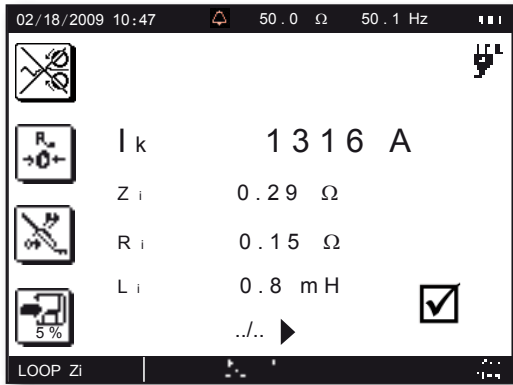 02/18/2009 10:47 50.0 Ω 50.1 Hz
Ik 1316 A
Zi 0.29 Ω
Ri 0.15 Ω
Li 0.8 mH
5 %
../..
LOOP Zi